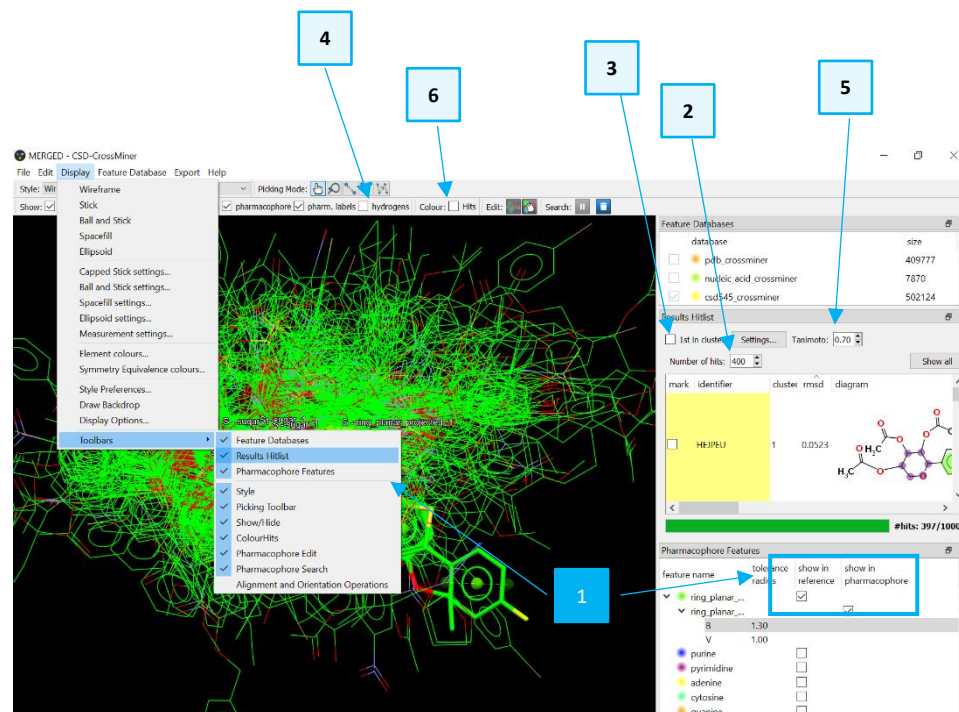 4
3
5
6
2
MERGED - CSD-CrossMiner
File Edit Display Feature Database Export Help
Style: Wir Picking Mode:
Show: pharmacophore pharm. labels hydrogens Colour: Hits Edit: Search:
Wireframe
Stick
Ball and Stick
Spacefill
Ellipsoid
Capped Stick settings...
Ball and Stick settings...
Spacefill settings...
Ellipsoid settings...
Measurement settings...
Element colours...
Symmetry Equivalence colours...
Style Preferences...
Draw Backdrop
Display Options...
Toolbars
Feature Databases
Results Hitlist
Pharmacophore Features
Style
Picking Toolbar
Show/Hide
ColourHits
Pharmacophore Edit
Pharmacophore Search
Alignment and Orientation Operations
S - ring_planar_projected_1
1
Feature Databases
database size
pdb_crossminer 409777
nucleic_acid_crossminer 7870
csd545_crossminer 502124
Results Hitlist
1st in cluster Settings... Tanimoto: 0.70
Number of hits: 400 Show all
mark identifier cluster rmsd diagram
HEJPEU 1 0.0523
O
O
O
O
H₃C
O
H₃C
O
#hits: 397/1000
Pharmacophore Features
feature name tolerance radius show in reference show in pharmacophore
ring_planar_...
ring_planar_...
B 1.30
V 1.00
purine
pyrimidine
adenine
cytosine
guanine